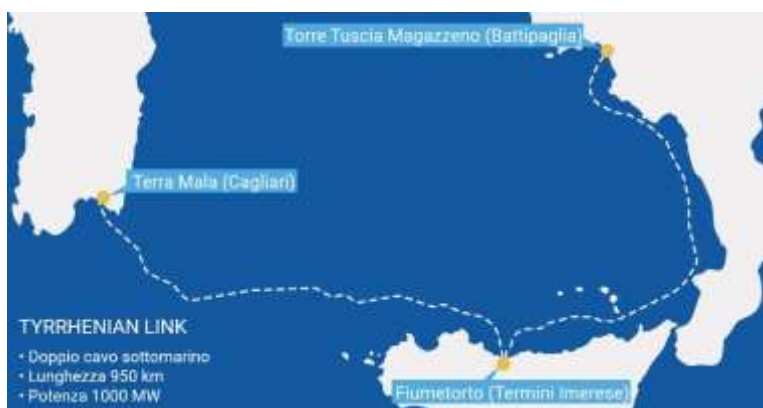 Torre Tuscia Magazzeno (Battipaglia)
Terra Mala (Cagliari)
TYRRHENIAN LINK
• Doppio cavo sottomarino
• Lunghezza 950 km
• Potenza 1000 MW
Fiumetorto (Termini Imerese)